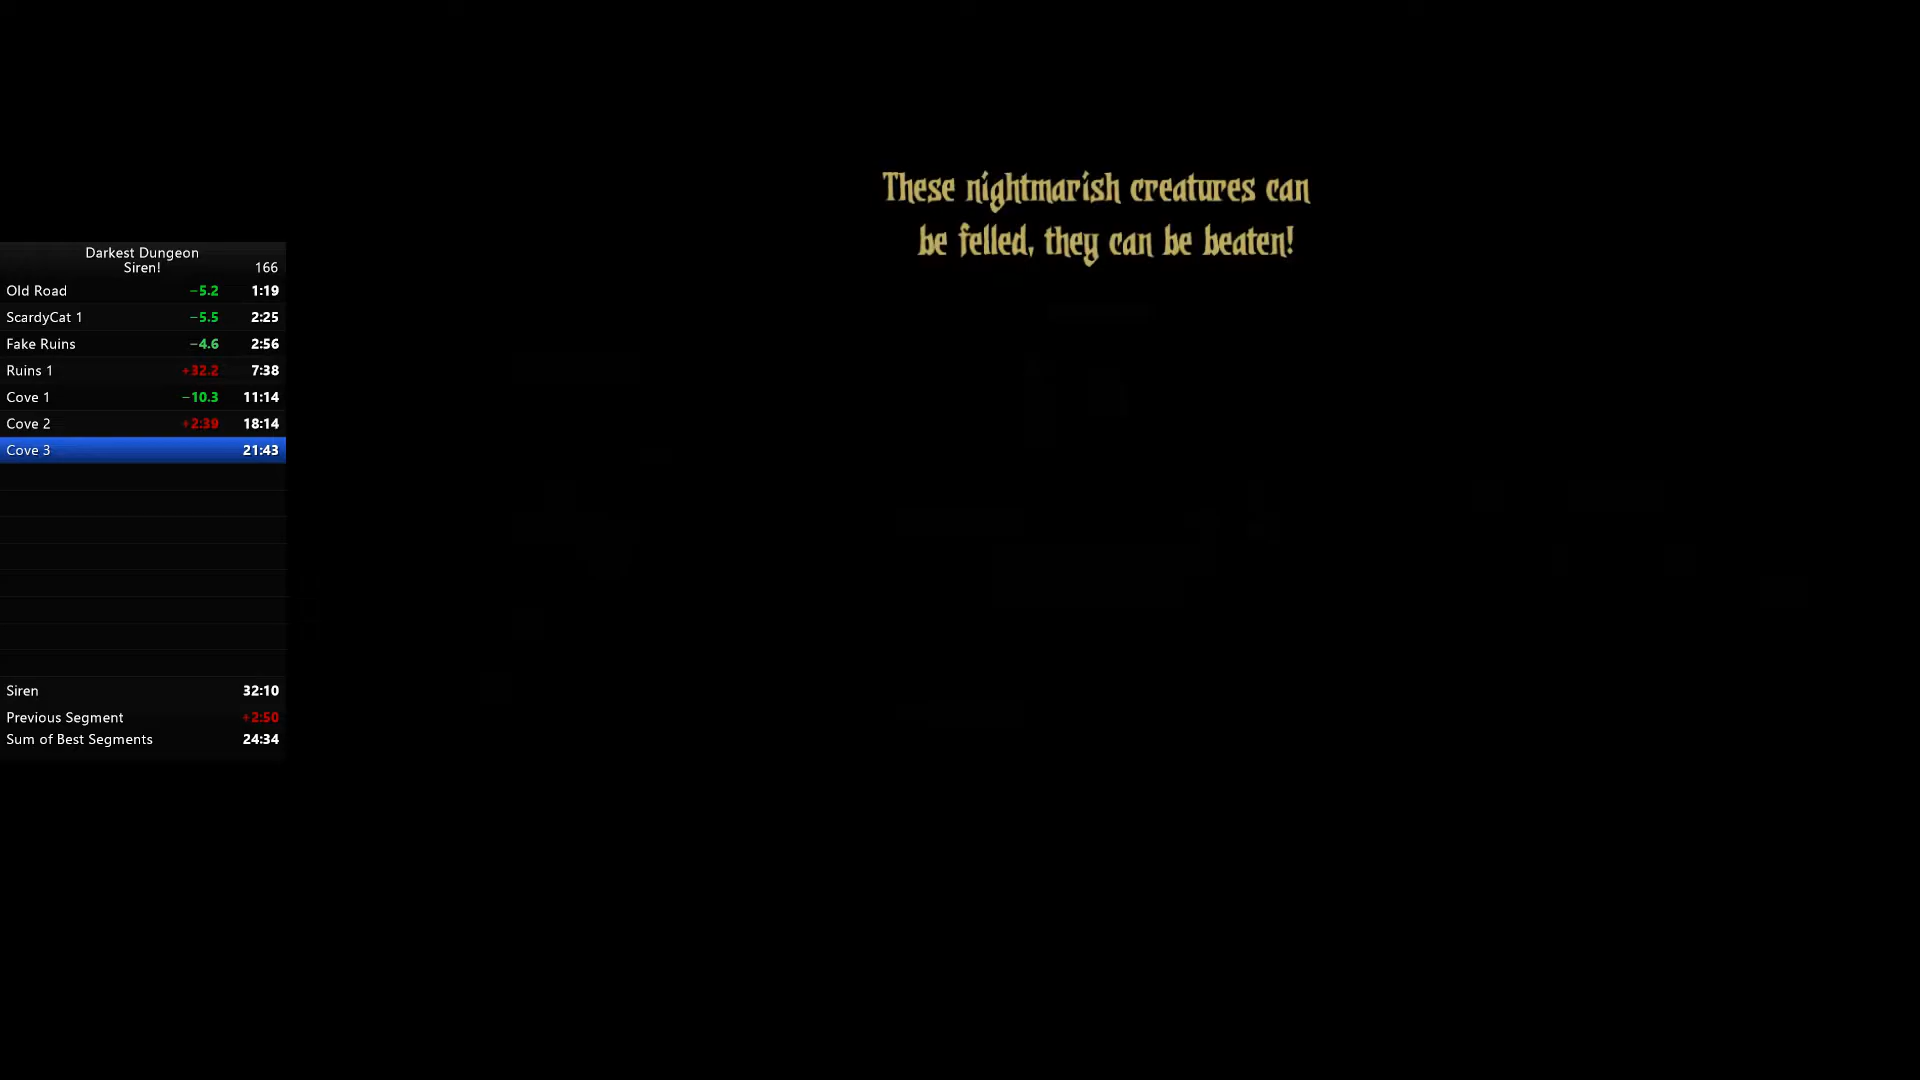 These nightmarish creatures can
be felled, they can be beaten!
Darkest Dungeon
Siren! 166
Old Road −5.2 1:19
ScardyCat 1 −5.5 2:25
Fake Ruins −4.6 2:56
Ruins 1 +32.2 7:38
Cove 1 −10.3 11:14
Cove 2 +2:39 18:14
Cove 3 21:43
Siren 32:10
Previous Segment +2:50
Sum of Best Segments 24:34